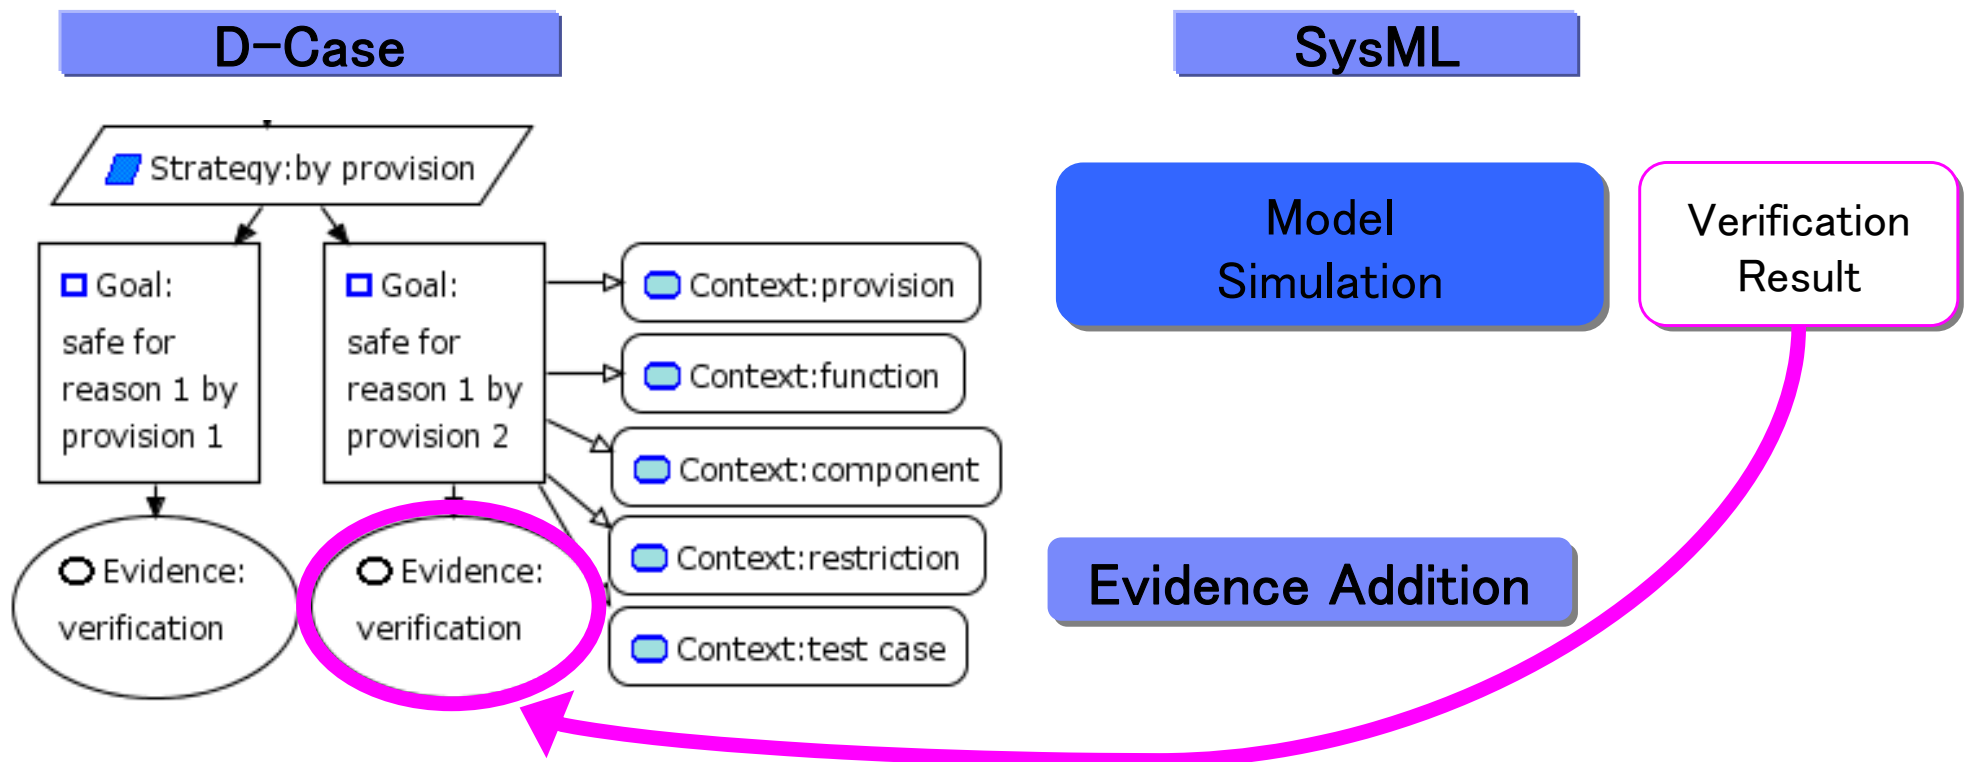 D-Case
SysML
Strategy:by provision
Goal:
safe for
reason 1 by
provision 1
Goal:
safe for
reason 1 by
provision 2
Context:provision
Context:function
Context:component
Context:restriction
Context:test case
Evidence:
verification
Evidence:
verification
Model
Simulation
Verification
Result
Evidence Addition